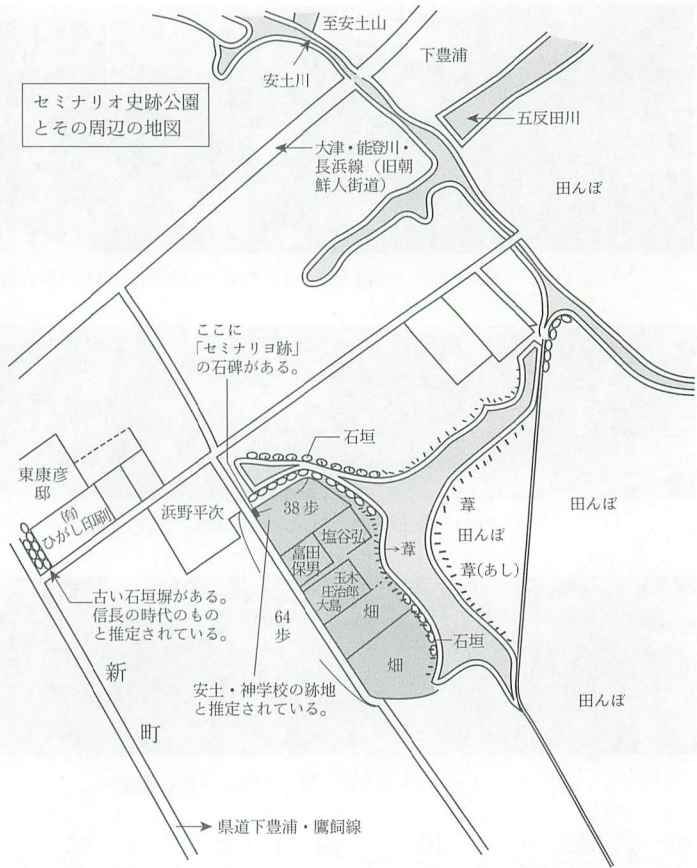 至安土山
下豊浦
安土川
セミナリオ史跡公園
とその周辺の地図
五反田川
大津・能登川・
長浜線（旧朝
鮮人街道）
田んぼ
ここに
「セミナリヨ跡」
の石碑がある。
石垣
東康彦
邸
㈲
ひがし印刷
浜野平次
38歩
塩谷弘
富田
保男
玉木
庄治郎
大島
畑
畑
葦
葦
田んぼ
葦(あし)
田んぼ
古い石垣塀がある。
信長の時代のもの
と推定されている。
64
歩
石垣
安土・神学校の跡地
と推定されている。
田んぼ
新
町
県道下豊浦・鷹飼線